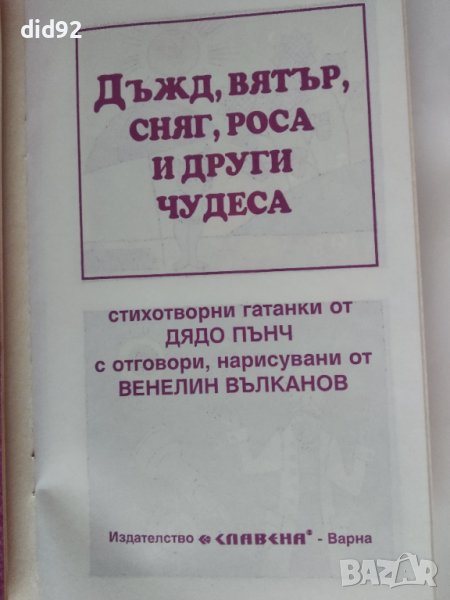 did92
ДЪЖД, ВЯТЪР,
СНЯГ, РОСА
И ДРУГИ
ЧУДЕСА
стихотворни гатанки от
ДЯДО ПЪНЧ
с отговори, нарисувани от
ВЕНЕЛИН ВЪЛКАНОВ
Издателство СЛАВЕНА® - Варна
BAZAR